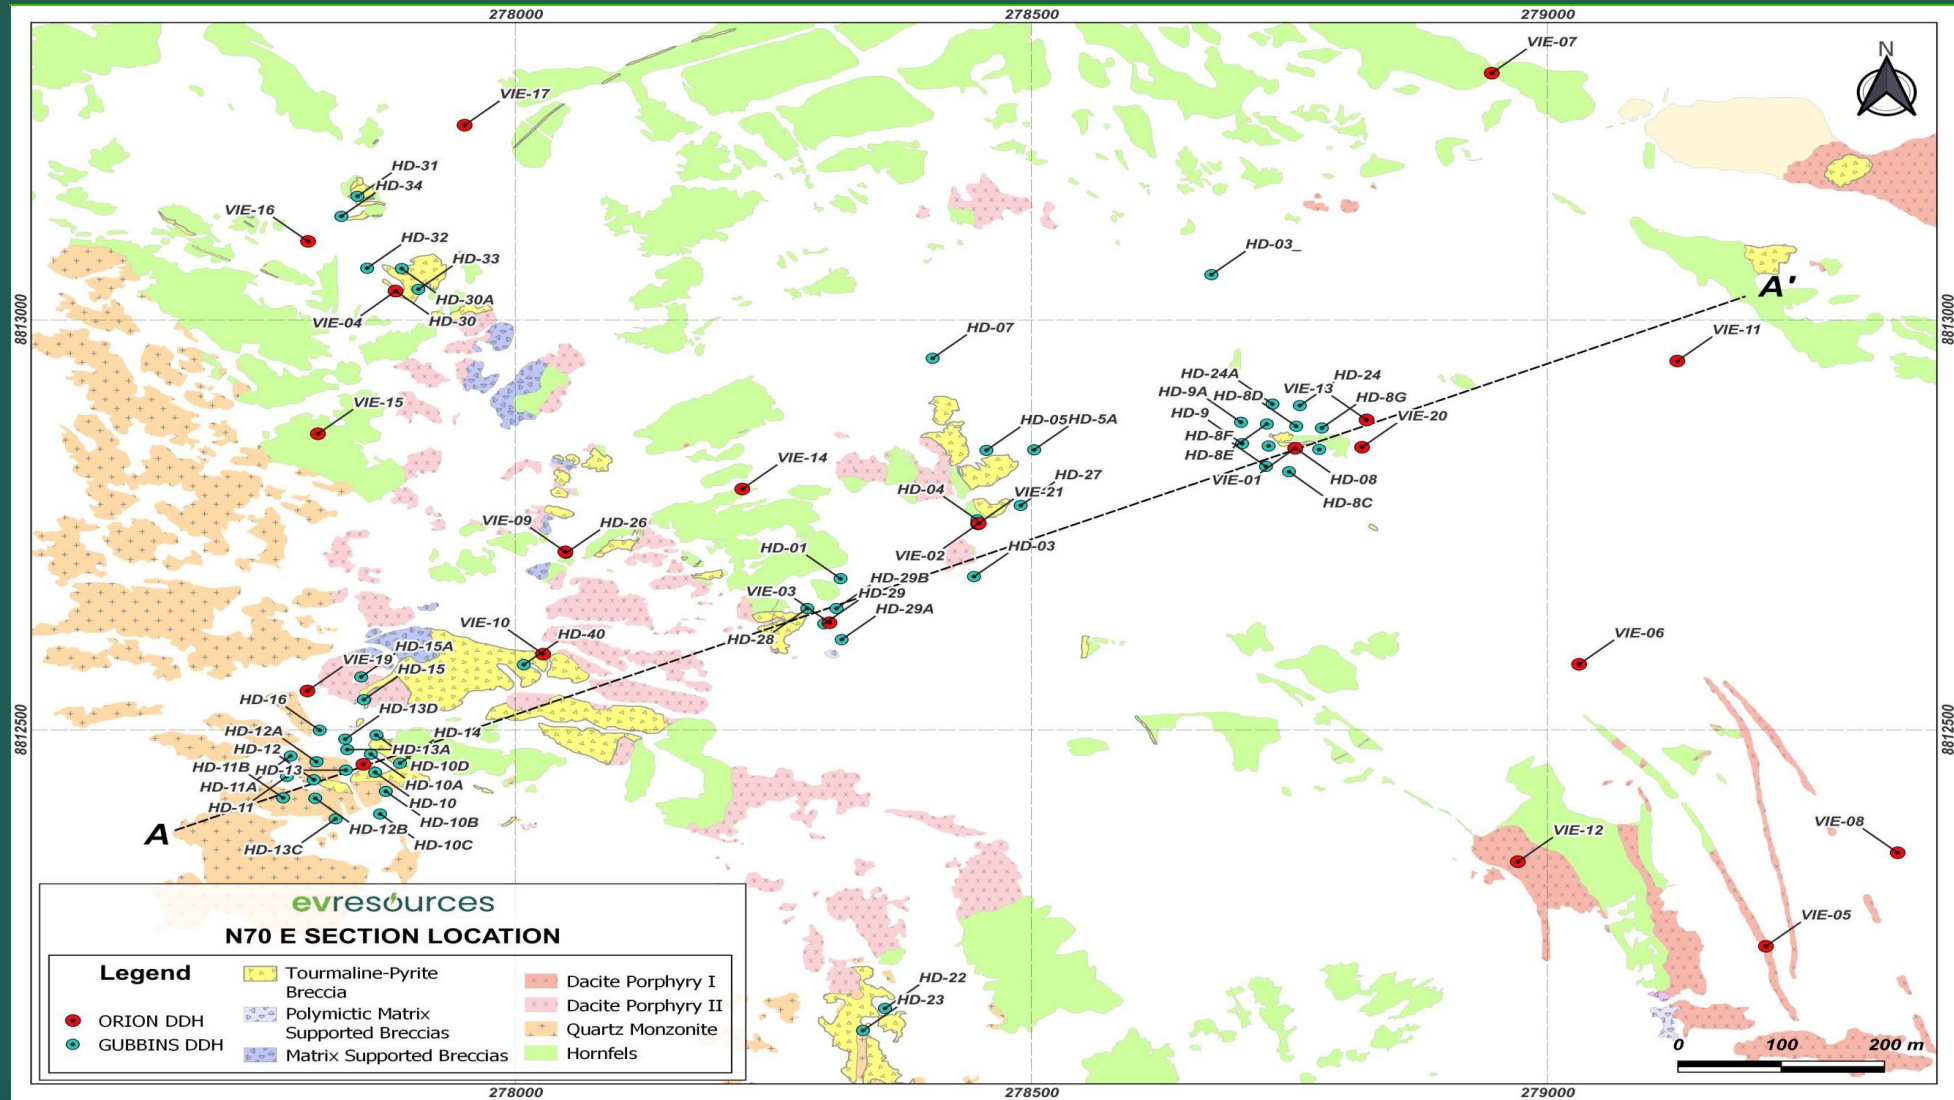 278000
278500
279000
VIE-07
N
VIE-17
HD-31
HD-34
VIE-16
HD-32
HD-33
HD-30A
HD-30
VIE-04
HD-03_
A'
VIE-11
8813000
8813000
HD-07
HD-24A
VIE-13
HD-24
HD-9A
HD-8D
HD-8G
HD-9
VIE-20
HD-8F
HD-8E
VIE-01
HD-08
HD-8C
VIE-15
HD-05
HD-5A
VIE-14
HD-27
HD-04
VIE-21
VIE-09
HD-26
VIE-02
HD-01
HD-03
HD-29B
VIE-03
HD-29
HD-29A
HD-28
VIE-10
HD-40
HD-15A
VIE-19
HD-15
VIE-06
HD-16
HD-13D
8812500
8812500
HD-12A
HD-14
HD-12
HD-13A
HD-11B
HD-13
HD-10D
HD-11A
HD-10A
HD-11
HD-10
HD-10B
HD-12B
HD-10C
HD-13C
A
VIE-12
VIE-08
VIE-05
HD-22
HD-23
evresources
N70 E SECTION LOCATION
Legend
ORION DDH
GUBBINS DDH
Tourmaline-Pyrite
Breccia
Polymictic Matrix
Supported Breccias
Matrix Supported Breccias
Dacite Porphyry I
Dacite Porphyry II
Quartz Monzonite
Hornfels
0 100 200 m
278000
278500
279000